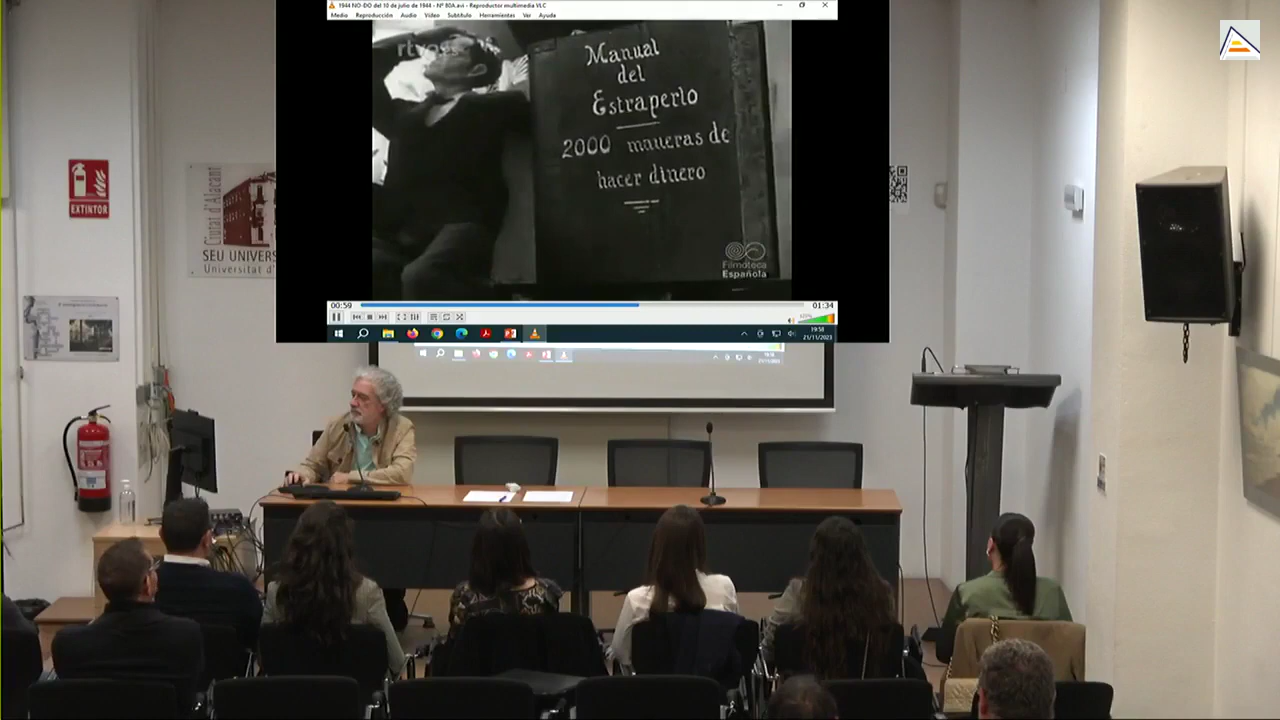 1944 NO-DO del 10 de julio de 1944 - Nº 80A.avi - Reproductor multimedia VLC
Medio Reproducción Audio Vídeo Subtítulo Herramientas Ver Ayuda
rtve
Manual
del
Estraperlo
2000 maneras de
hacer dinero
Filmoteca
Española
00:59
01:34
19:58
21/11/2023
EXTINTOR
Ciutat d'Alacant
SEU UNIVERS
Universitat d'